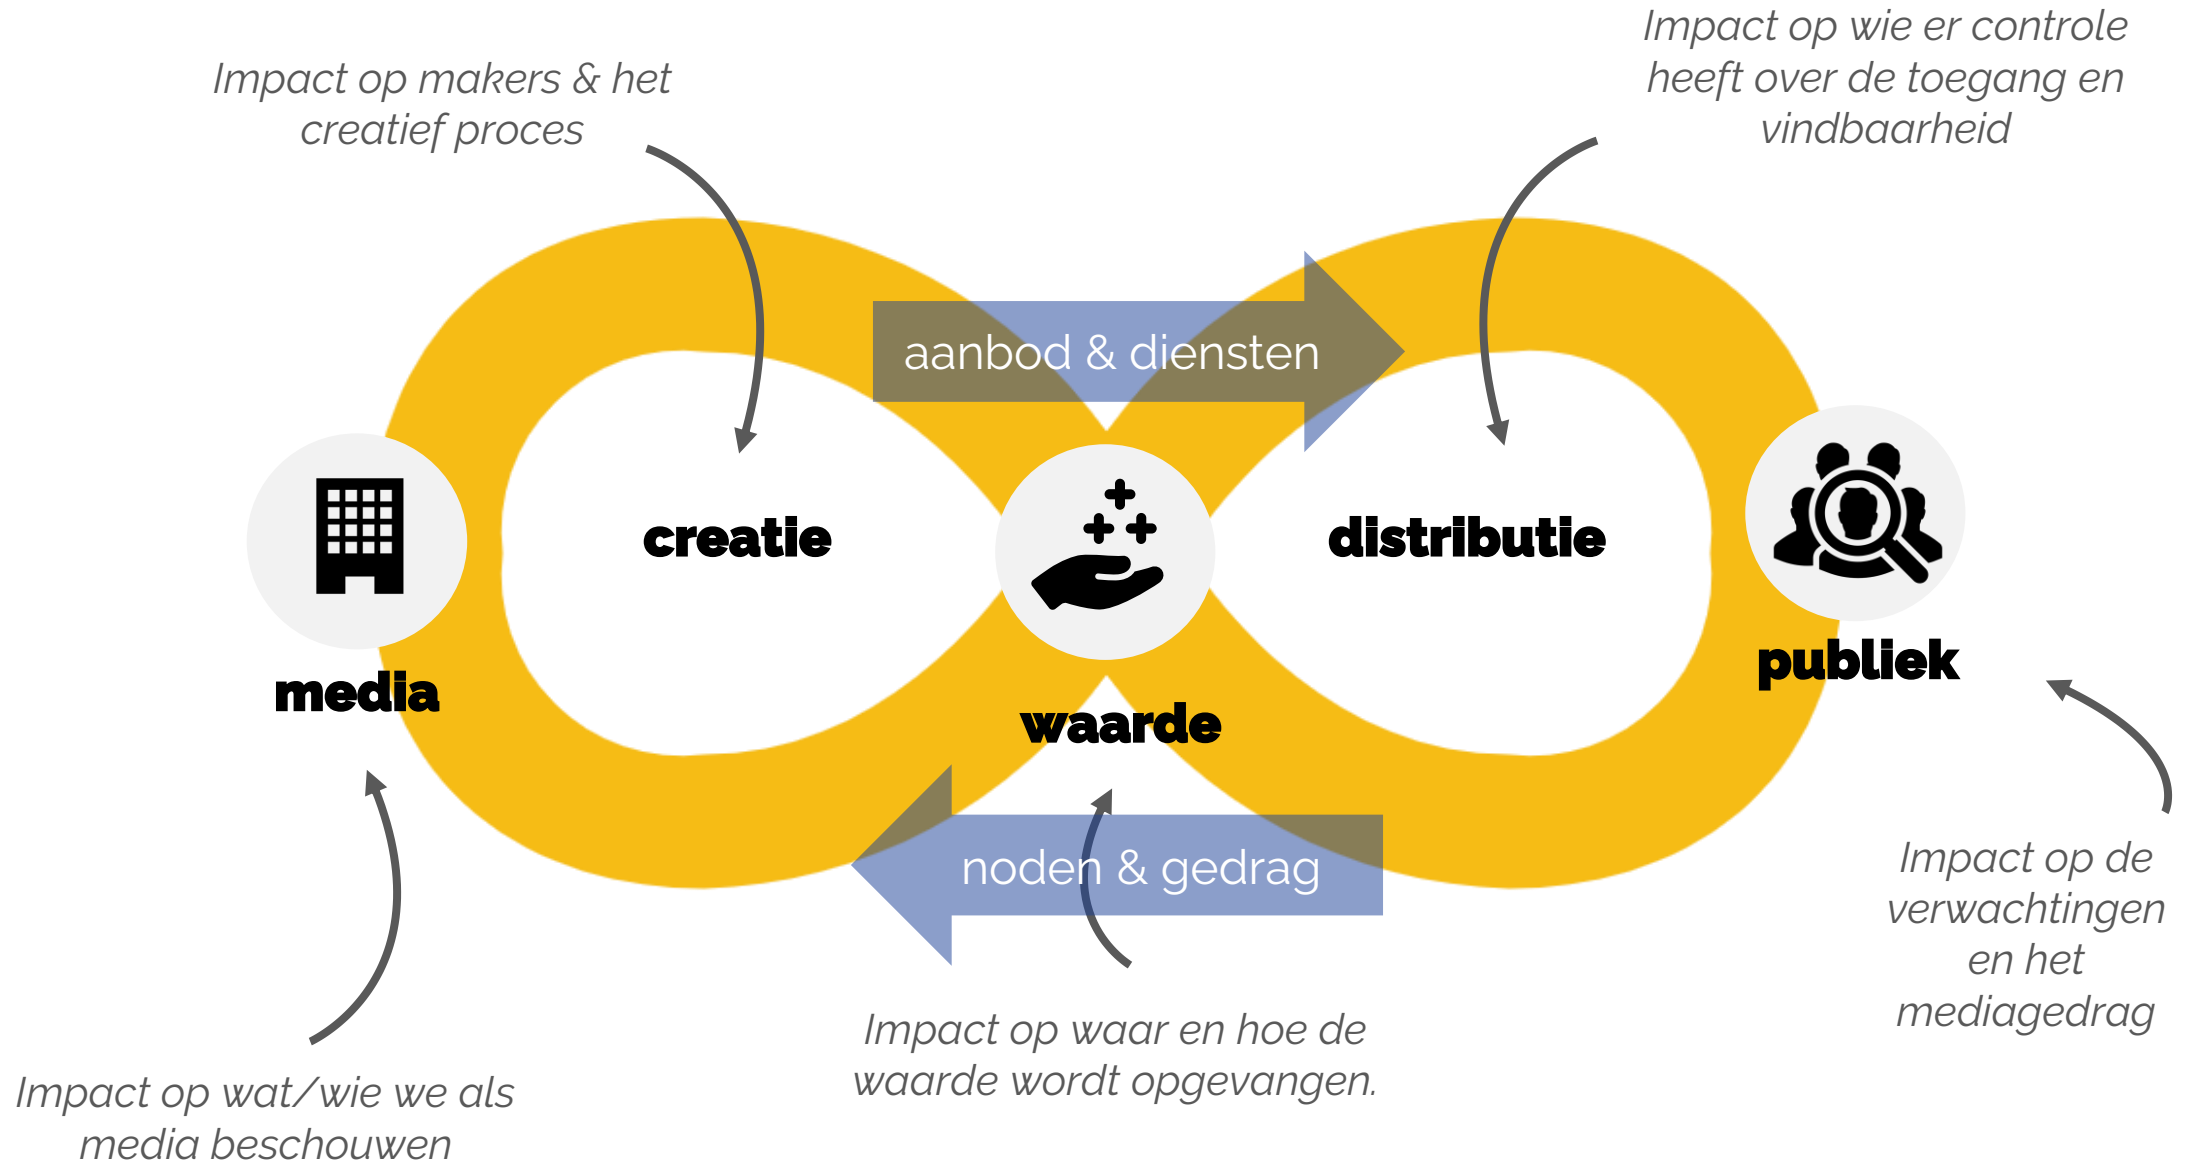 Impact op makers & het
creatief proces
Impact op wie er controle
heeft over de toegang en
vindbaarheid
aanbod & diensten
creatie
distributie
media
waarde
publiek
noden & gedrag
Impact op de
verwachtingen
en het
mediagedrag
Impact op waar en hoe de
waarde wordt opgevangen.
Impact op wat/wie we als
media beschouwen